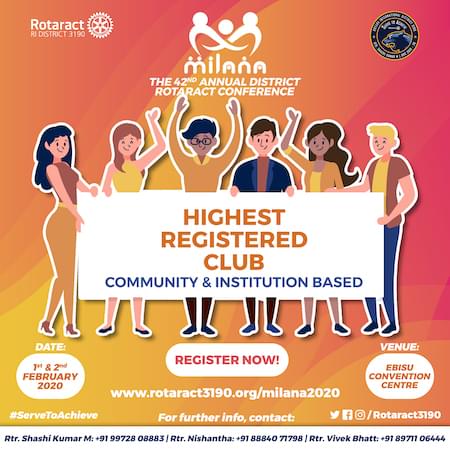 Rotaract
RI DISTRICT 3190
milana
THE 42ND ANNUAL DISTRICT
ROTARACT CONFERENCE
HIGHEST
REGISTERED
CLUB
COMMUNITY & INSTITUTION BASED
DATE:
1st & 2nd
FEBRUARY
2020
REGISTER NOW!
VENUE:
EBISU
CONVENTION
CENTRE
www.rotaract3190.org/milana2020
#ServeToAchieve
For further info, contact:
/Rotaract3190
Rtr. Shashi Kumar M: +91 99728 08883 | Rtr. Nishantha: +91 88840 71798 | Rtr. Vivek Bhatt: +91 89711 06444